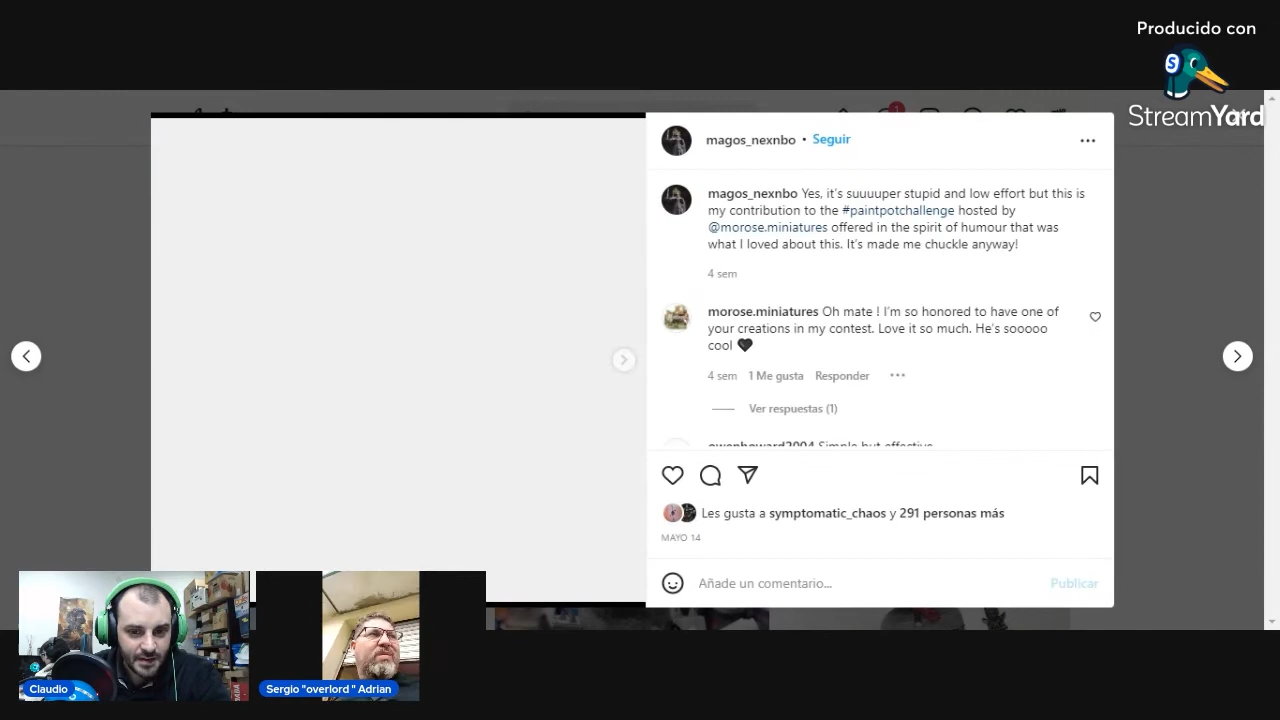 Producido con
StreamYard
magos_nexnbo • Seguir
magos_nexnbo Yes, it's suuuuper stupid and low effort but this is
my contribution to the #paintpotchallenge hosted by
@morose.miniatures offered in the spirit of humour that was
what I loved about this. It's made me chuckle anyway!
4 sem
morose.miniatures Oh mate ! I'm so honored to have one of
your creations in my contest. Love it so much. He's sooooo
cool 🖤
4 sem 1 Me gusta Responder
Ver respuestas (1)
owenhoward2004 Simple but effective
Les gusta a symptomatic_chaos y 291 personas más
MAYO 14
Añade un comentario... Publicar
Claudio
Sergio "overlord " Adrian